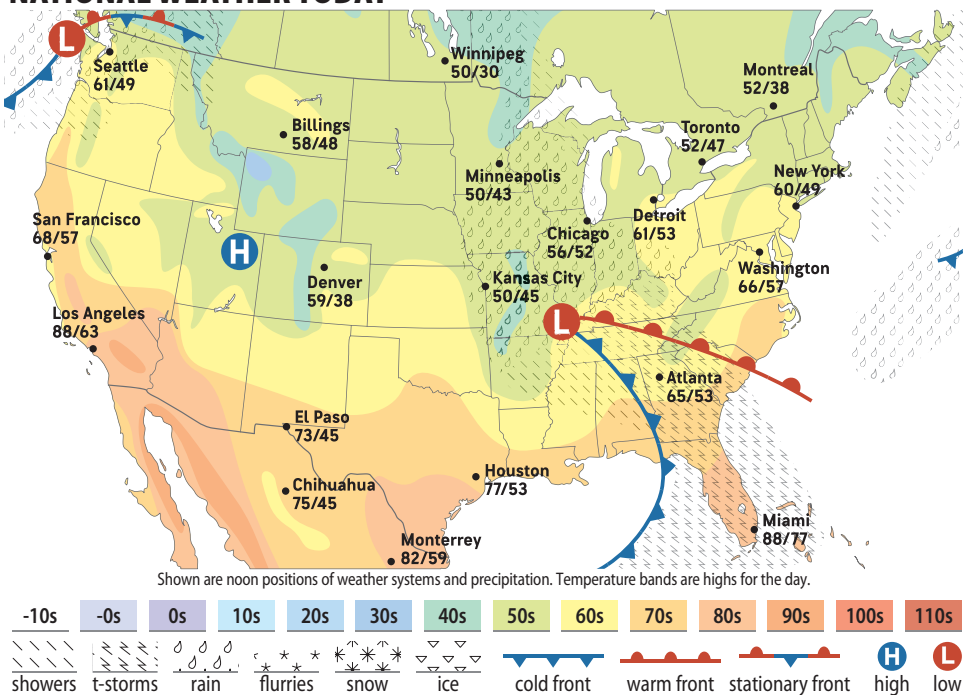 NATIONAL WEATHER TODAY
L
Seattle
61/49
Winnipeg
50/30
Montreal
52/38
Billings
58/48
Toronto
52/47
Minneapolis
50/43
New York
60/49
San Francisco
68/57
H
Detroit
61/53
Chicago
56/52
Denver
59/38
Kansas City
50/45
Washington
66/57
Los Angeles
88/63
L
Atlanta
65/53
El Paso
73/45
Houston
77/53
Chihuahua
75/45
Miami
88/77
Monterrey
82/59
Shown are noon positions of weather systems and precipitation. Temperature bands are highs for the day.
-10s -0s 0s 10s 20s 30s 40s 50s 60s 70s 80s 90s 100s 110s
H L
showers t-storms rain flurries snow ice cold front warm front stationary front high low